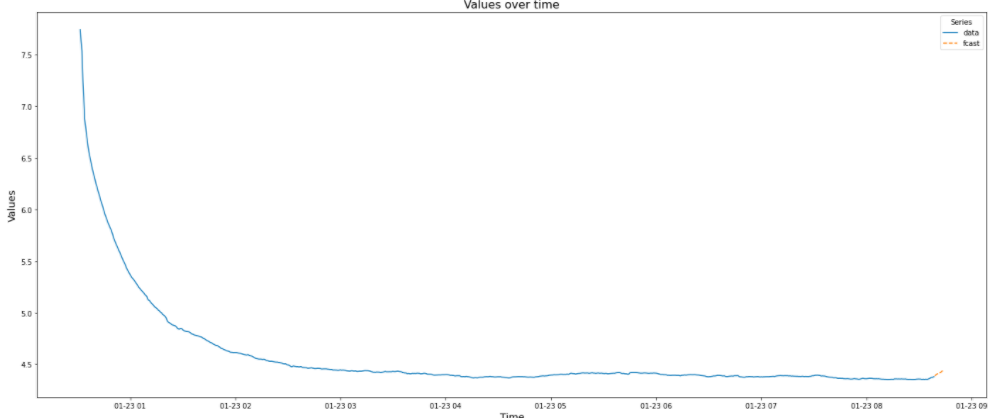 Values over time
Series
data
fcast
7.5
7.0
6.5
6.0
5.5
5.0
4.5
Values
01-23 01
01-23 02
01-23 03
01-23 04
01-23 05
01-23 06
01-23 07
01-23 08
01-23 09
Time